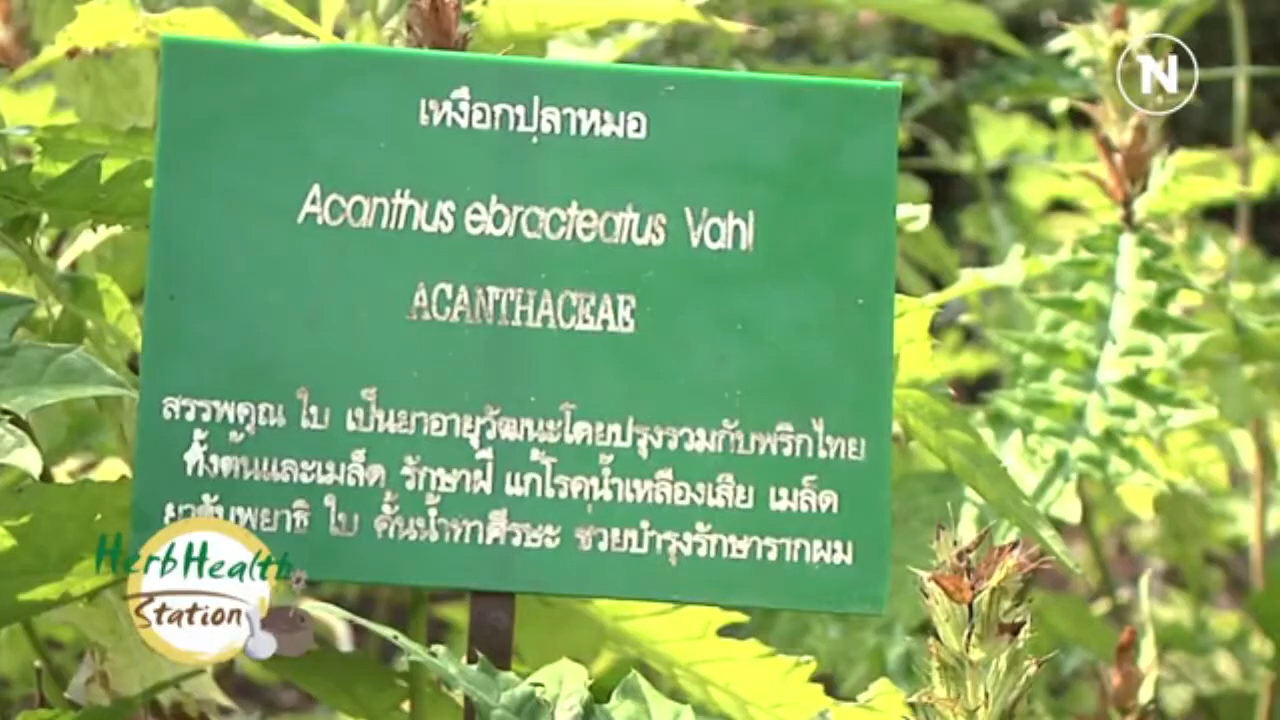 N
เหงือกปลาหมอ
Acanthus ebracteatus Vahl
ACANTHACEAE
สรรพคุณ ใบ เป็นยาอายุวัฒนะโดยปรุงรวมกับพริกไทย
ทั้งต้นและเมล็ด รักษาฝี แก้โรคน้ำเหลืองเสีย เมล็ด
ยาขับพยาธิ ใบ คั้นน้ำทาศีรษะ ช่วยบำรุงรักษารากผม
Herb Health
Station